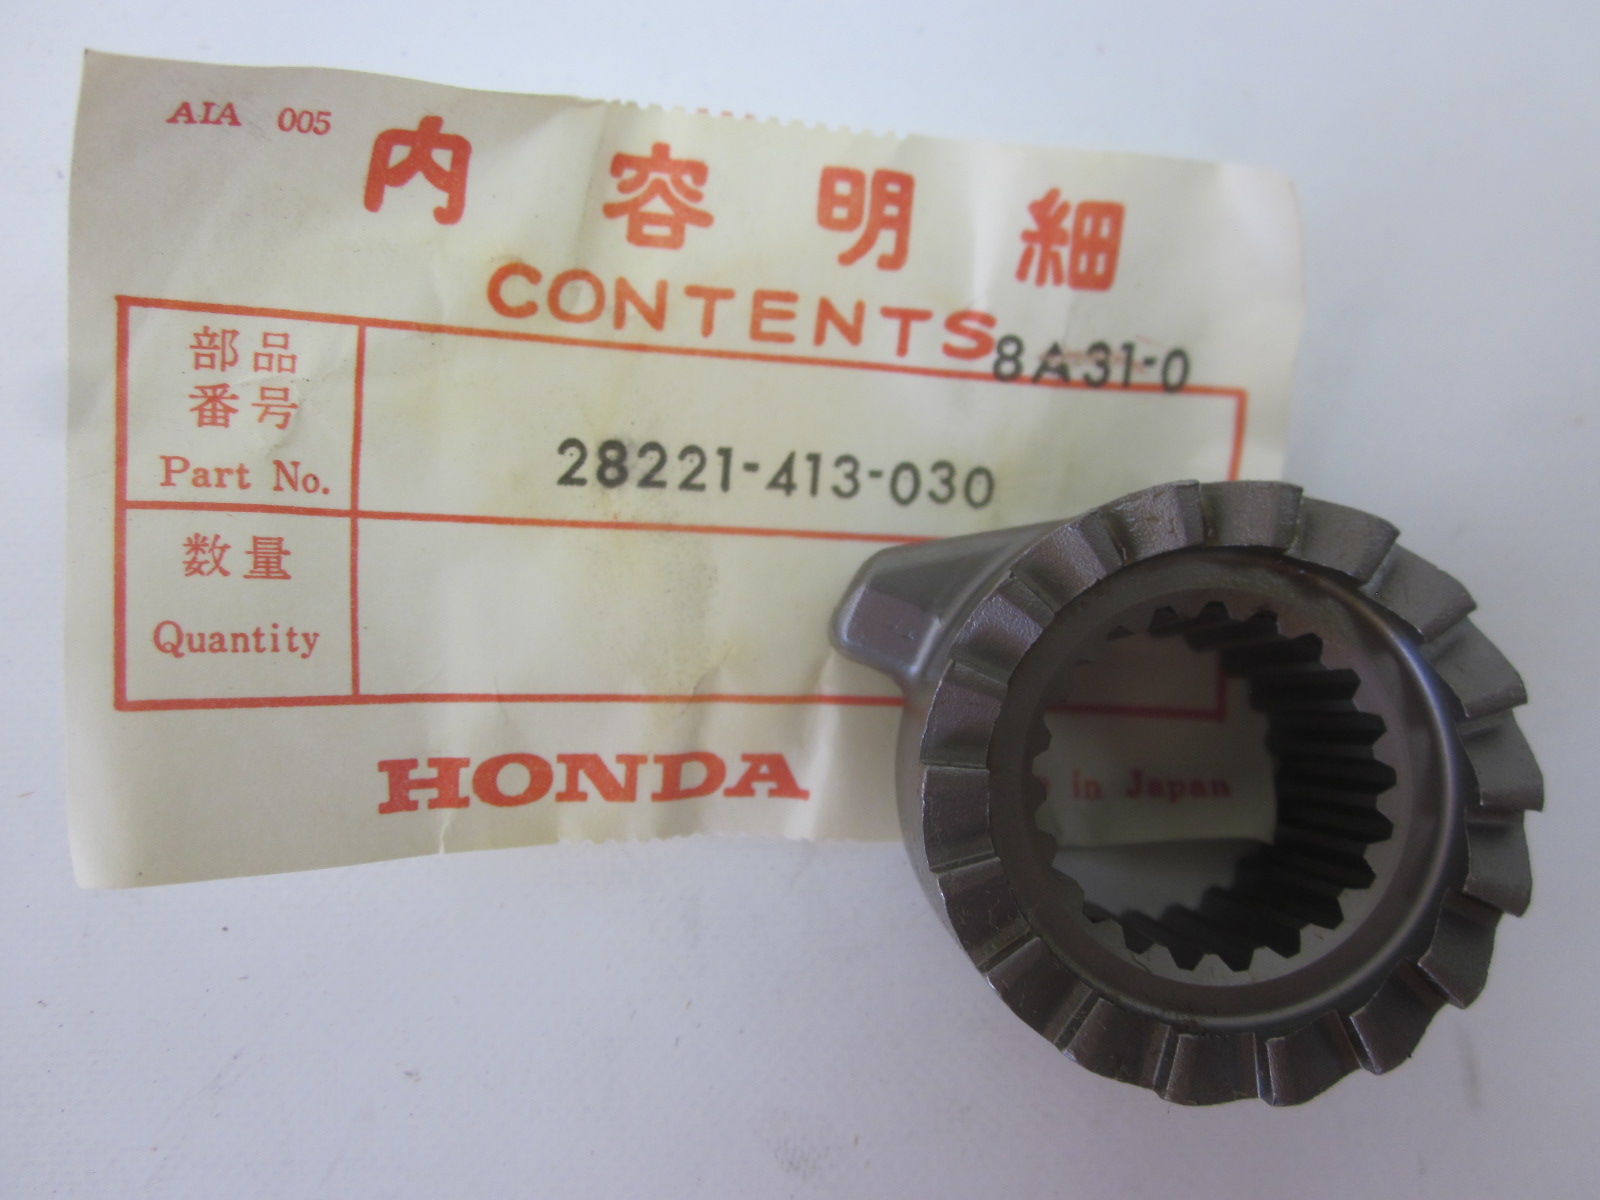 AIA 005
内容明細
CONTENTS
8A31-0
部品
番号
Part No.
28221-413-030
数量
Quantity
HONDA
in Japan